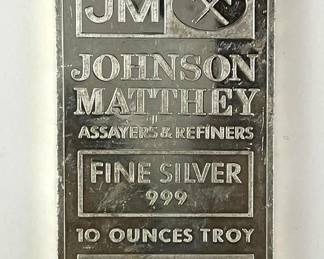 JM
JOHNSON
MATTHEY
ASSAYERS & REFINERS
FINE SILVER
999
10 OUNCES TROY